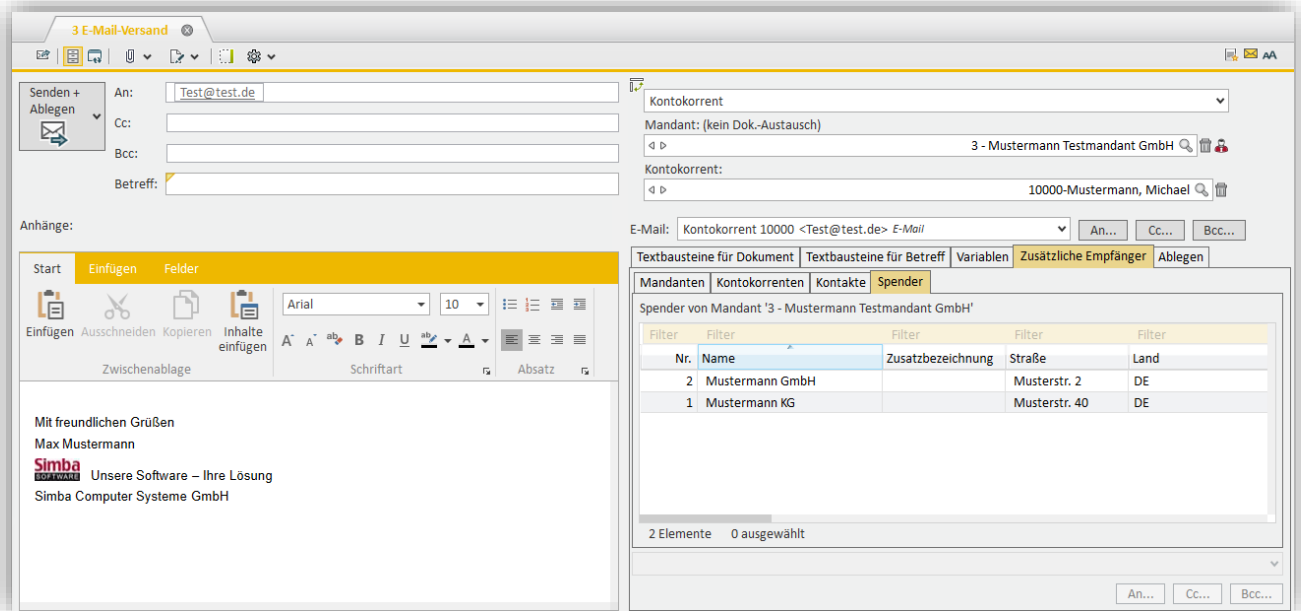 3 E-Mail-Versand
Senden + Ablegen
An: Test@test.de
Cc:
Bcc:
Betreff:
Anhänge:
Start Einfügen Felder
Einfügen Ausschneiden Kopieren Inhalte einfügen
Arial 10
A A ab B I U ab A
Zwischenablage Schriftart Absatz
Mit freundlichen Grüßen
Max Mustermann
Simba SOFTWARE Unsere Software – Ihre Lösung
Simba Computer Systeme GmbH
AA
Kontokorrent
Mandant: (kein Dok.-Austausch)
3 - Mustermann Testmandant GmbH
Kontokorrent:
10000-Mustermann, Michael
E-Mail: Kontokorrent 10000 <Test@test.de> E-Mail An... Cc... Bcc...
Textbausteine für Dokument Textbausteine für Betreff Variablen Zusätzliche Empfänger Ablegen
Mandanten Kontokorrenten Kontakte Spender
Spender von Mandant '3 - Mustermann Testmandant GmbH'
Filter Filter Filter Filter Filter
Nr. Name Zusatzbezeichnung Straße Land
2 Mustermann GmbH Musterstr. 2 DE
1 Mustermann KG Musterstr. 40 DE
2 Elemente 0 ausgewählt
An... Cc... Bcc...